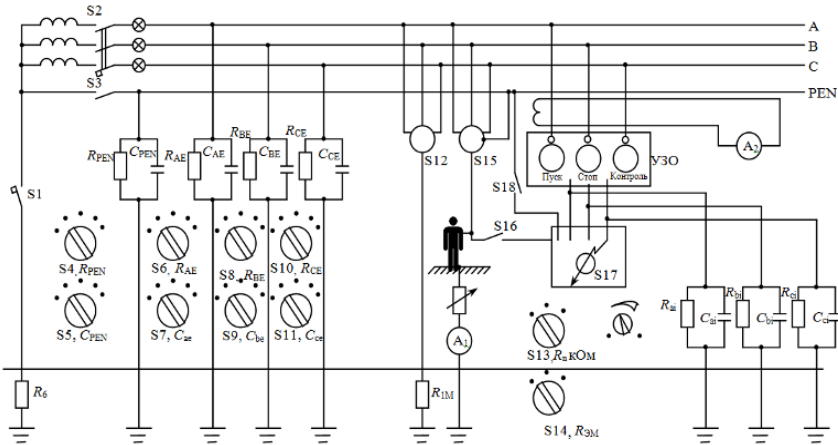 S2
A
B
C
S3
PEN
R_PEN
C_PEN
R_AE
C_AE
R_BE
C_BE
R_CE
C_CE
S12
S15
УЗО
A₂
Пуск
Стоп
Контроль
S18
S1
S16
S17
S4, R_PEN
S6, R_AE
S8, R_BE
S10, R_CE
S5, C_PEN
S7, C_ae
S9, C_be
S11, C_ce
R_ai
C_ai
R_bi
C_bi
R_ci
C_ci
A₁
S13, R_п кОм
R_6
R_1М
S14, R_ЭМ